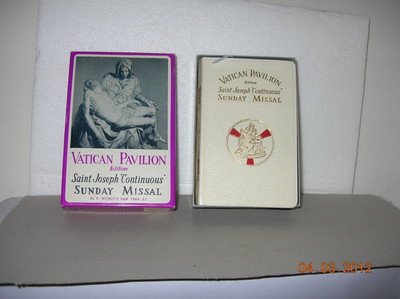 VATICAN PAVILION
Edition
Saint Joseph "Continuous"
SUNDAY MISSAL
N. Y. WORLD'S FAIR 1964-65
VATICAN PAVILION
Edition
Saint Joseph "Continuous"
SUNDAY MISSAL
04.09.2012